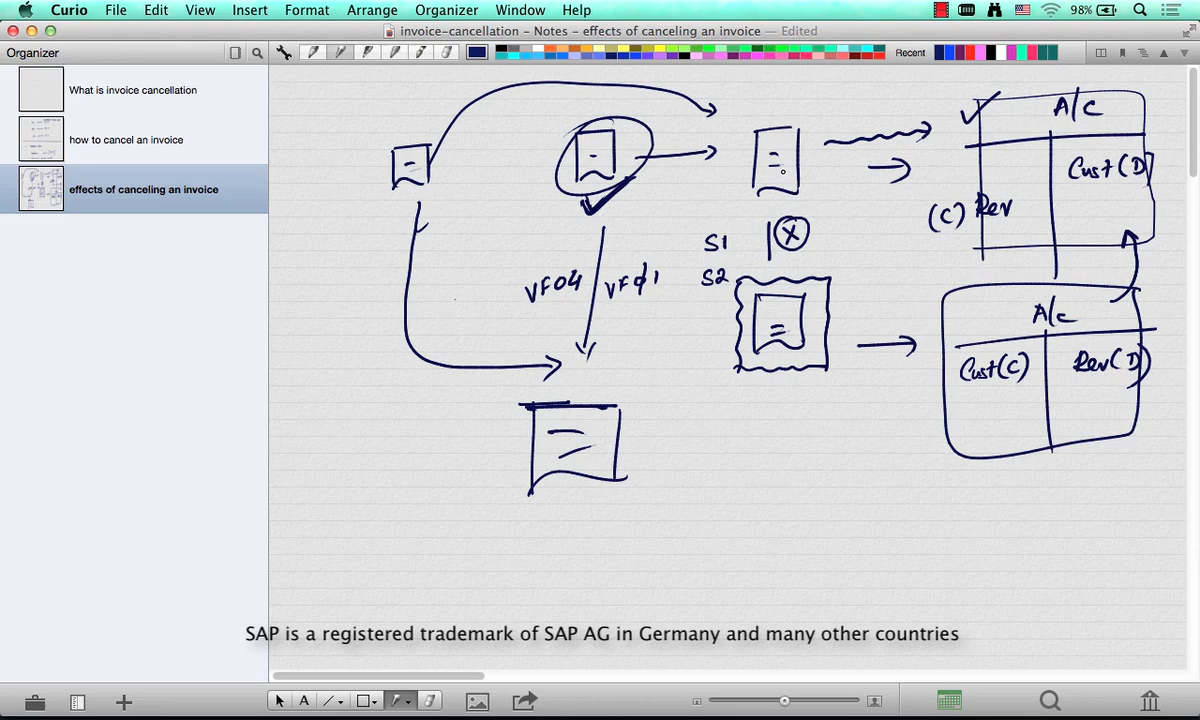 Curio File Edit View Insert Format Arrange Organizer Window Help 98%
invoice-cancellation – Notes – effects of canceling an invoice — Edited
Organizer
Recent
What is invoice cancellation
how to cancel an invoice
effects of canceling an invoice
A/C
Cust(D)
(C) Rev
S1
X
VF04
VF01
S2
A/C
Cust(C)
Rev(D)
SAP is a registered trademark of SAP AG in Germany and many other countries
A